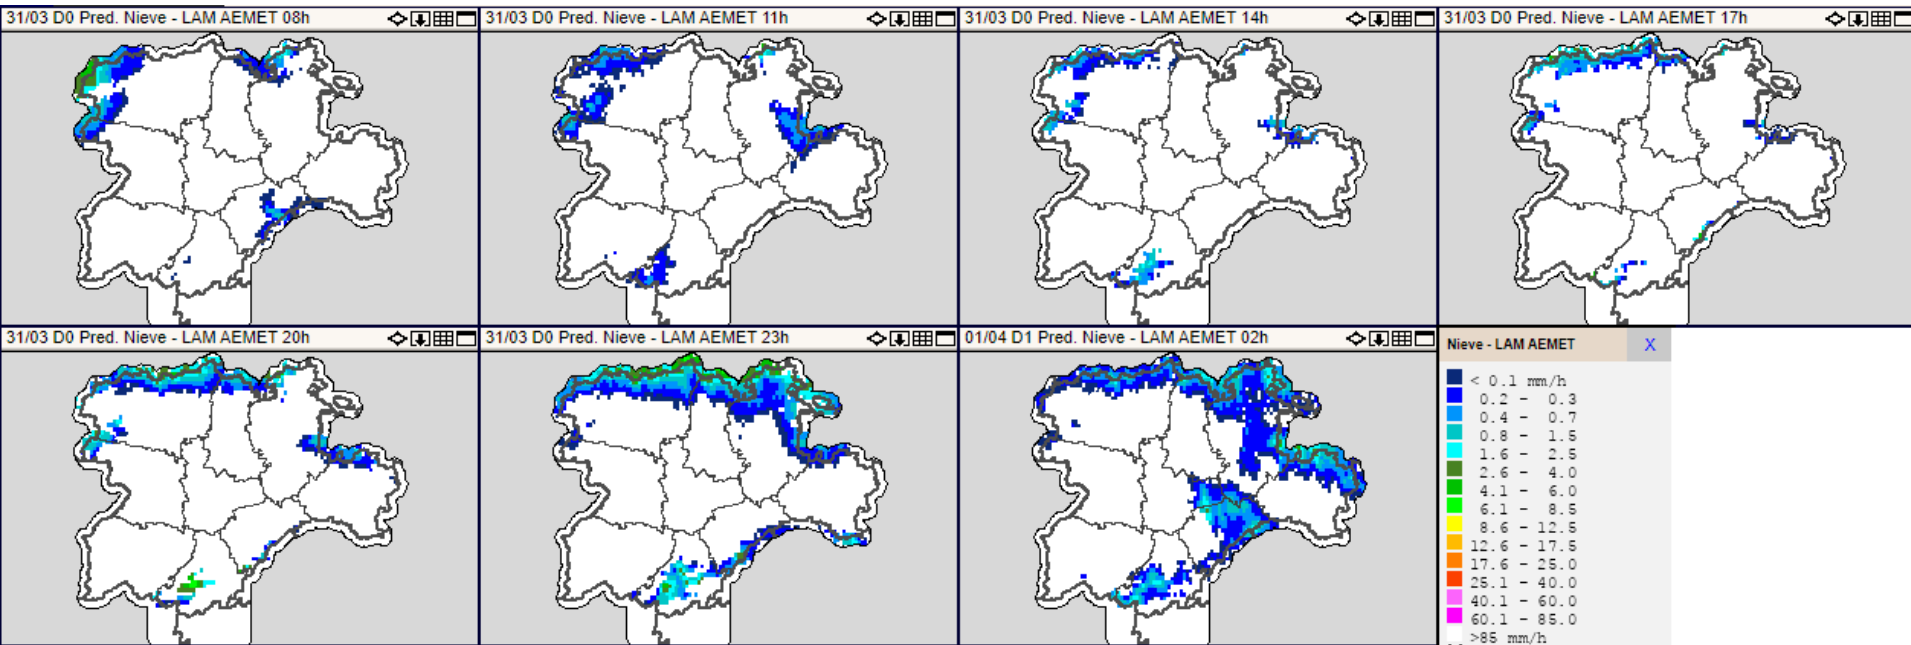 31/03 D0 Pred. Nieve - LAM AEMET 08h
31/03 D0 Pred. Nieve - LAM AEMET 11h
31/03 D0 Pred. Nieve - LAM AEMET 14h
31/03 D0 Pred. Nieve - LAM AEMET 17h
31/03 D0 Pred. Nieve - LAM AEMET 20h
31/03 D0 Pred. Nieve - LAM AEMET 23h
01/04 D1 Pred. Nieve - LAM AEMET 02h
Nieve - LAM AEMET X
< 0.1 mm/h
0.2 - 0.3
0.4 - 0.7
0.8 - 1.5
1.6 - 2.5
2.6 - 4.0
4.1 - 6.0
6.1 - 8.5
8.6 - 12.5
12.6 - 17.5
17.6 - 25.0
25.1 - 40.0
40.1 - 60.0
60.1 - 85.0
>85 mm/h